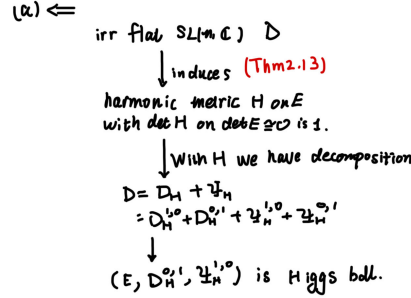 (α) ⇐
irr flat SL(n,ℂ) D
↓ induces (Thm2.13)
harmonic metric H on E
with det H on det E ≅ O is 1.
↓ With H we have decomposition
D = D_H + Ψ_H
= D_H^{1,0} + D_H^{0,1} + Ψ_H^{1,0} + Ψ_H^{0,1}
↓
(E, D_H^{0,1}, Ψ_H^{1,0}) is Higgs bdl.